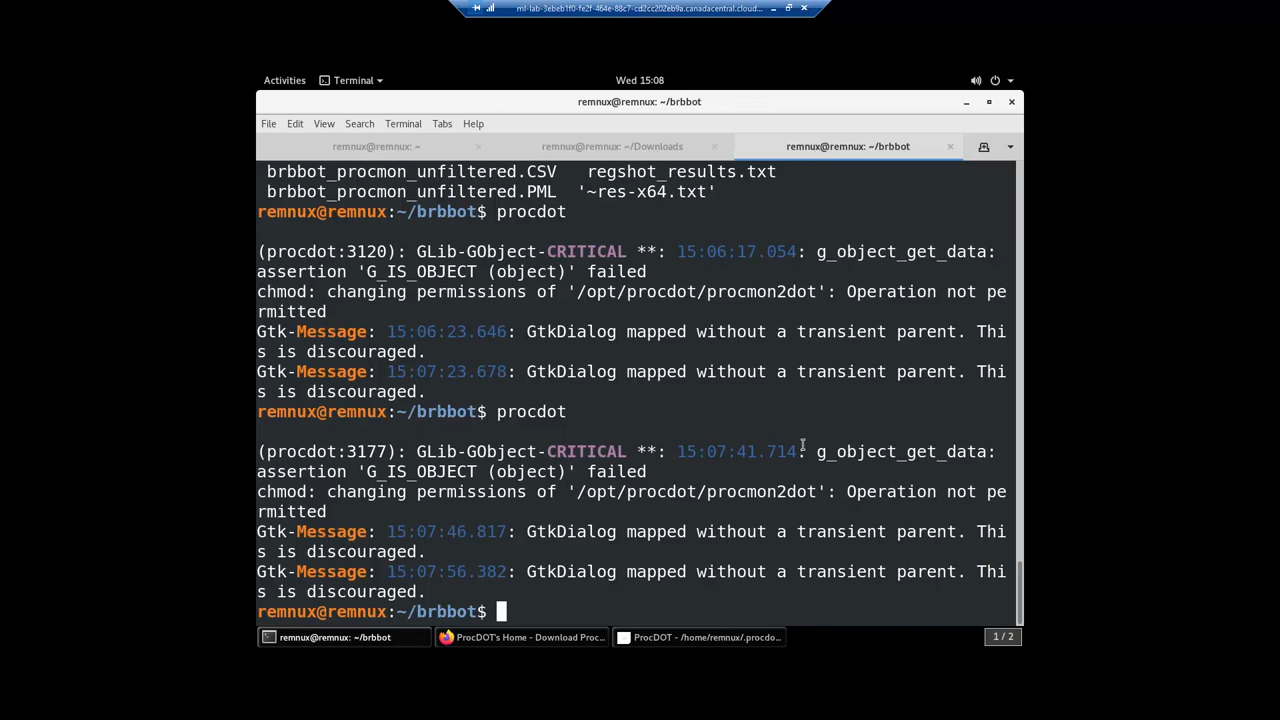 ml-lab-3ebeb1f0-fe2f-464e-88c7-cd2cc202eb9a.canadacentral.cloud...
Activities Terminal Wed 15:08
remnux@remnux: ~/brbbot
File Edit View Search Terminal Tabs Help
remnux@remnux: ~ remnux@remnux: ~/Downloads remnux@remnux: ~/brbbot
brbbot_procmon_unfiltered.CSV regshot_results.txt
brbbot_procmon_unfiltered.PML '~res-x64.txt'
remnux@remnux:~/brbbot$ procdot
(procdot:3120): GLib-GObject-CRITICAL **: 15:06:17.054: g_object_get_data:
assertion 'G_IS_OBJECT (object)' failed
chmod: changing permissions of '/opt/procdot/procmon2dot': Operation not pe
rmitted
Gtk-Message: 15:06:23.646: GtkDialog mapped without a transient parent. Thi
s is discouraged.
Gtk-Message: 15:07:23.678: GtkDialog mapped without a transient parent. Thi
s is discouraged.
remnux@remnux:~/brbbot$ procdot
(procdot:3177): GLib-GObject-CRITICAL **: 15:07:41.714: g_object_get_data:
assertion 'G_IS_OBJECT (object)' failed
chmod: changing permissions of '/opt/procdot/procmon2dot': Operation not pe
rmitted
Gtk-Message: 15:07:46.817: GtkDialog mapped without a transient parent. Thi
s is discouraged.
Gtk-Message: 15:07:56.382: GtkDialog mapped without a transient parent. Thi
s is discouraged.
remnux@remnux:~/brbbot$
remnux@remnux: ~/brbbot ProcDOT's Home - Download Proc... ProcDOT - /home/remnux/.procdo... 1 / 2